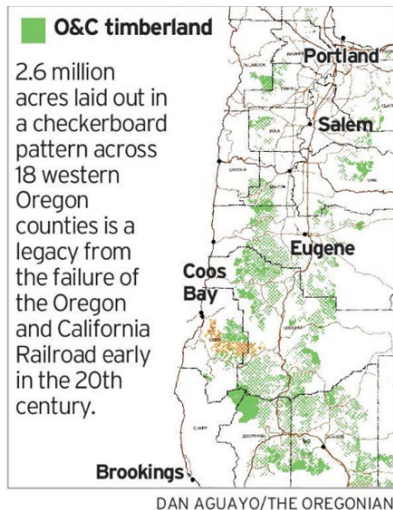 O&C timberland
2.6 million
acres laid out in
a checkerboard
pattern across
18 western
Oregon
counties is a
legacy from
the failure of
the Oregon
and California
Railroad early
in the 20th
century.
Portland
Salem
Eugene
Coos
Bay
Brookings
DAN AGUAYO/THE OREGONIAN